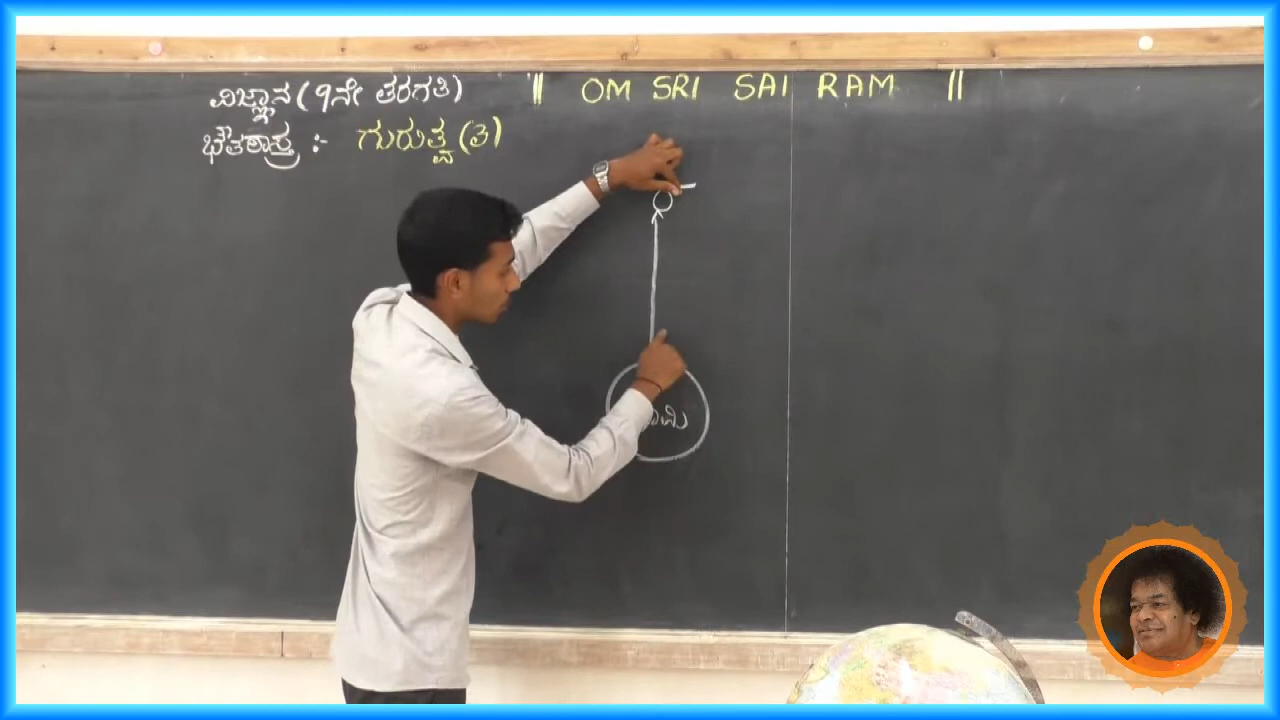 ವಿಜ್ಞಾನ (9ನೇ ತರಗತಿ)
|| OM SRI SAI RAM ||
ಭೌತಶಾಸ್ತ್ರ :- ಗುರುತ್ವ (3)